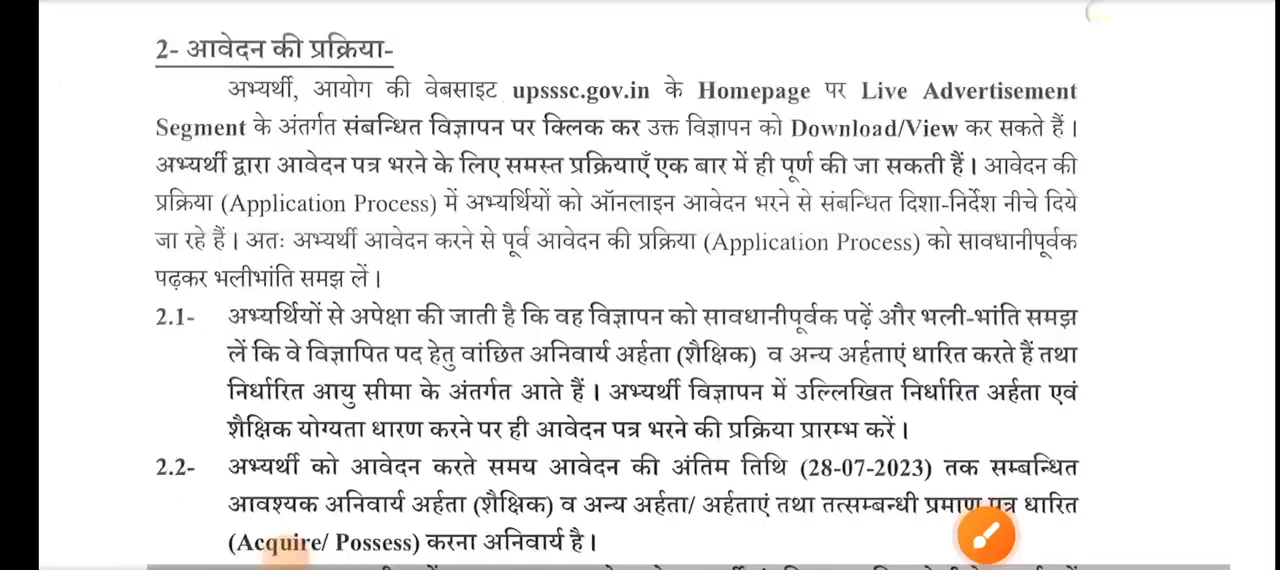 2- आवेदन की प्रक्रिया-
अभ्यर्थी, आयोग की वेबसाइट upsssc.gov.in के Homepage पर Live Advertisement
Segment के अंतर्गत संबन्धित विज्ञापन पर क्लिक कर उक्त विज्ञापन को Download/View कर सकते हैं।
अभ्यर्थी द्वारा आवेदन पत्र भरने के लिए समस्त प्रक्रियाएँ एक बार में ही पूर्ण की जा सकती हैं। आवेदन की
प्रक्रिया (Application Process) में अभ्यर्थियों को ऑनलाइन आवेदन भरने से संबन्धित दिशा-निर्देश नीचे दिये
जा रहे हैं। अतः अभ्यर्थी आवेदन करने से पूर्व आवेदन की प्रक्रिया (Application Process) को सावधानीपूर्वक
पढ़कर भलीभांति समझ लें।
2.1- अभ्यर्थियों से अपेक्षा की जाती है कि वह विज्ञापन को सावधानीपूर्वक पढ़ें और भली-भांति समझ
लें कि वे विज्ञापित पद हेतु वांछित अनिवार्य अर्हता (शैक्षिक) व अन्य अर्हताएं धारित करते हैं तथा
निर्धारित आयु सीमा के अंतर्गत आते हैं। अभ्यर्थी विज्ञापन में उल्लिखित निर्धारित अर्हता एवं
शैक्षिक योग्यता धारण करने पर ही आवेदन पत्र भरने की प्रक्रिया प्रारम्भ करें।
2.2- अभ्यर्थी को आवेदन करते समय आवेदन की अंतिम तिथि (28-07-2023) तक सम्बन्धित
आवश्यक अनिवार्य अर्हता (शैक्षिक) व अन्य अर्हता/ अर्हताएं तथा तत्सम्बन्धी प्रमाण पत्र धारित
(Acquire/ Possess) करना अनिवार्य है।